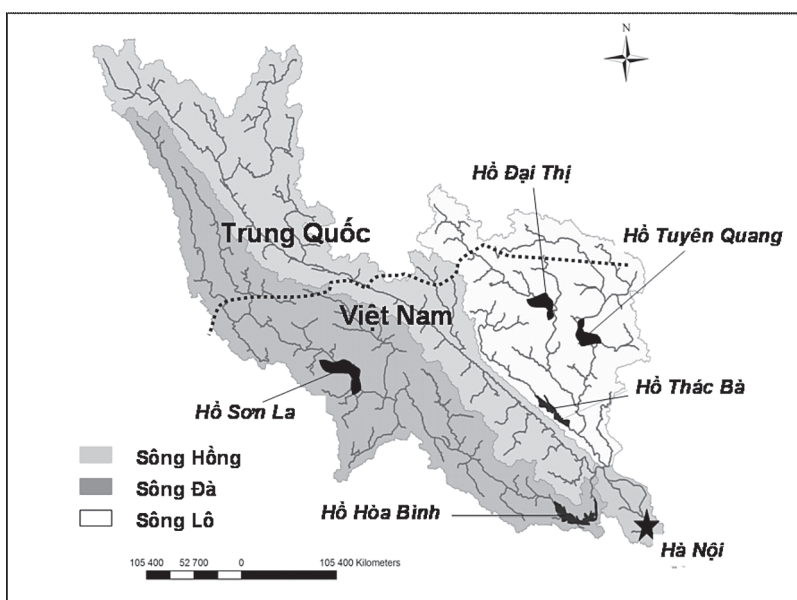 N
Hồ Đại Thị
Hồ Tuyên Quang
Trung Quốc
Việt Nam
Hồ Thác Bà
Hồ Sơn La
Sông Hồng
Sông Đà
Sông Lô
Hồ Hòa Bình
Hà Nội
105 400 52 700 0 105 400 Kilometers